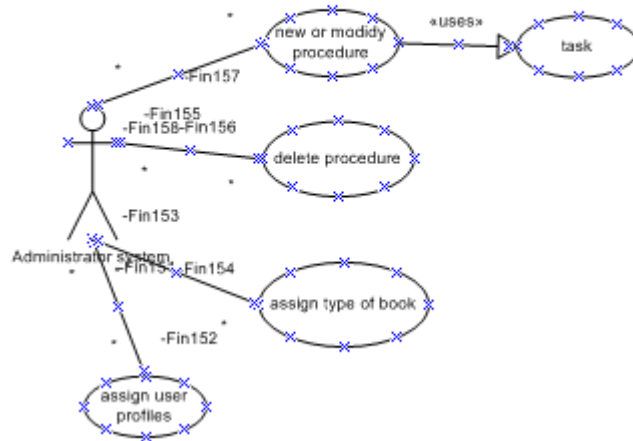 *
new or modidy
procedure
«uses»
task
*
-Fin157
-Fin155
-Fin158
-Fin156
delete procedure
*
*
-Fin153
Administrator system
-Fin154
*
assign type of book
*
*
-Fin152
assign user
profiles